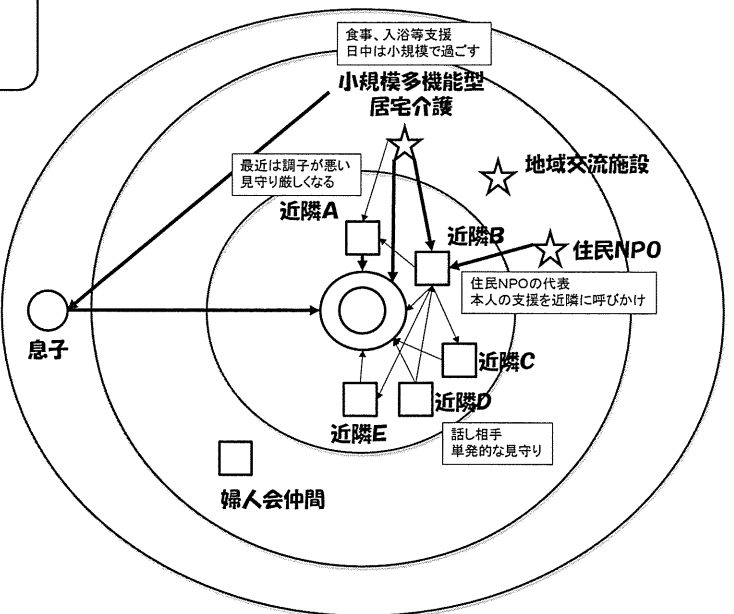 食事、入浴等支援
日中は小規模で過ごす
小規模多機能型
居宅介護
最近は調子が悪い
見守り厳しくなる
地域交流施設
近隣A
近隣B
住民NPO
住民NPOの代表
本人の支援を近隣に呼びかけ
息子
近隣C
近隣D
近隣E
話し相手
単発的な見守り
婦人会仲間